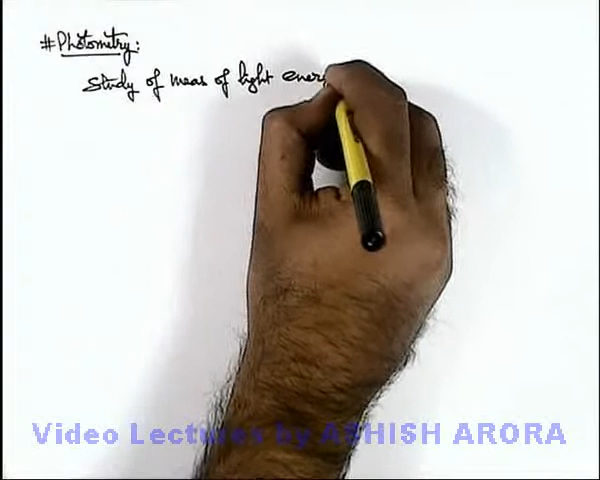 # Photometry:
Study of meas of light ener
Video Lectures by ASHISH ARORA